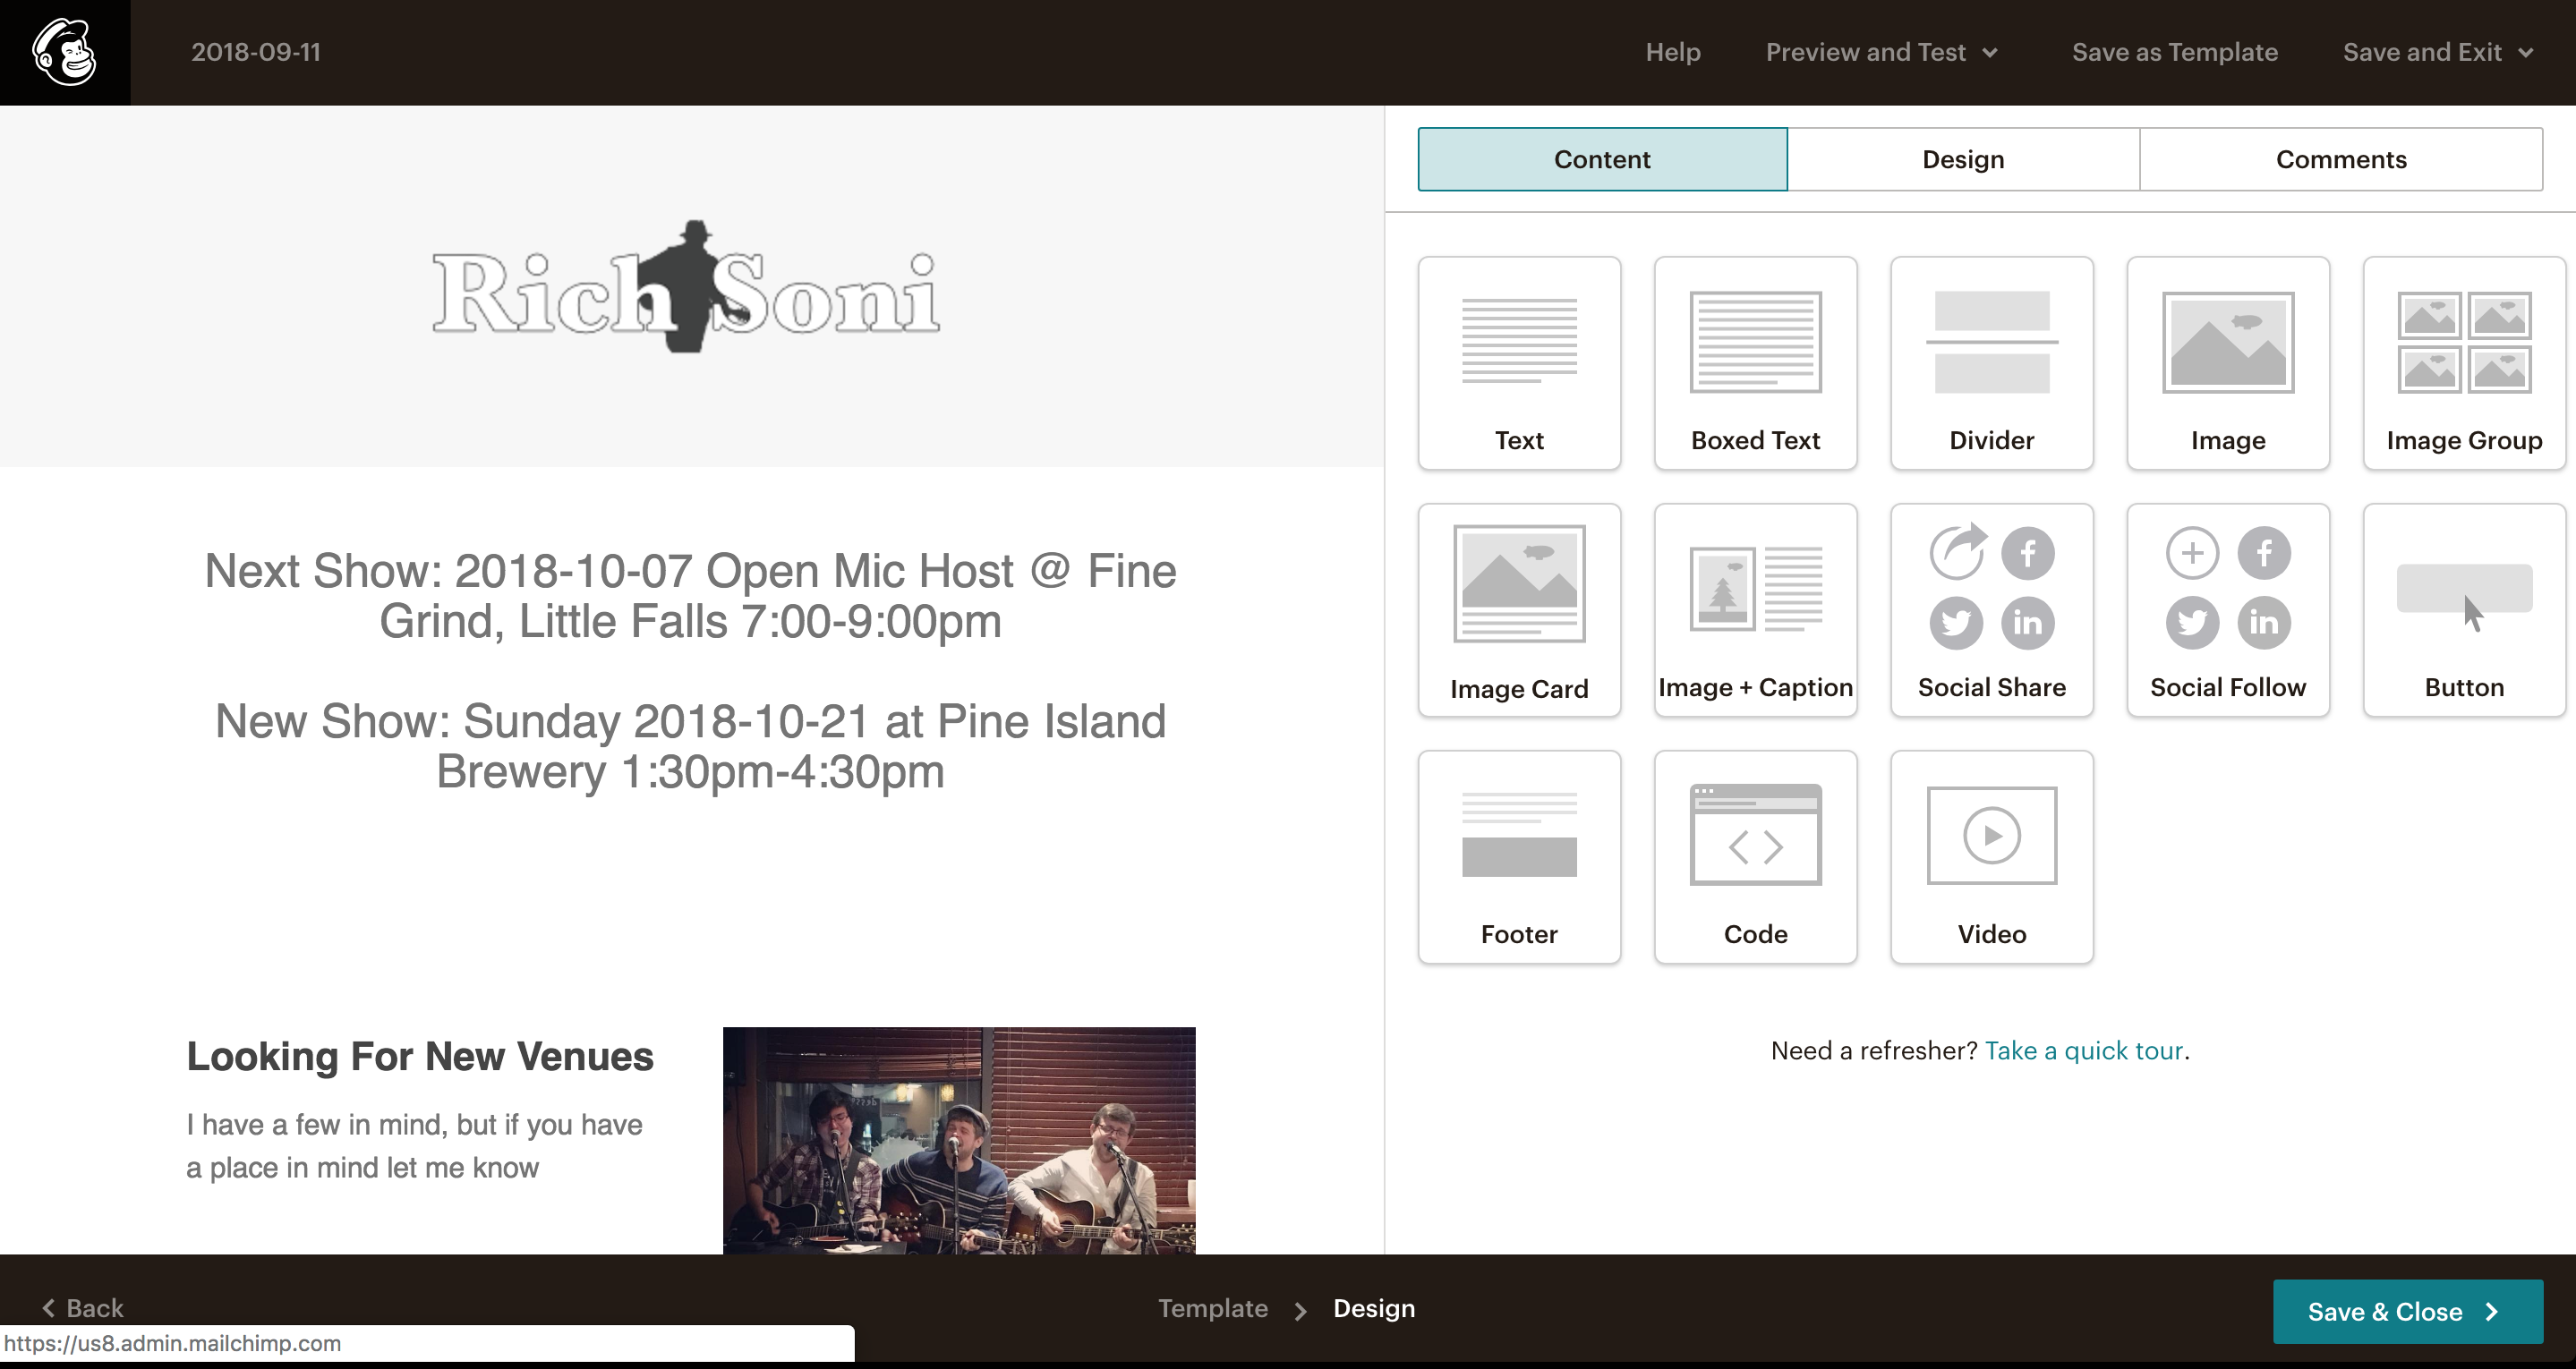 2018-09-11
Help
Preview and Test
Save as Template
Save and Exit
Rich Soni
Content
Design
Comments
Text
Boxed Text
Divider
Image
Image Group
Image Card
Image + Caption
Social Share
Social Follow
Button
Footer
Code
Video
Need a refresher? Take a quick tour.
Next Show: 2018-10-07 Open Mic Host @ Fine
Grind, Little Falls 7:00-9:00pm
New Show: Sunday 2018-10-21 at Pine Island
Brewery 1:30pm-4:30pm
Looking For New Venues
I have a few in mind, but if you have
a place in mind let me know
Back
Template
Design
Save & Close
https://us8.admin.mailchimp.com